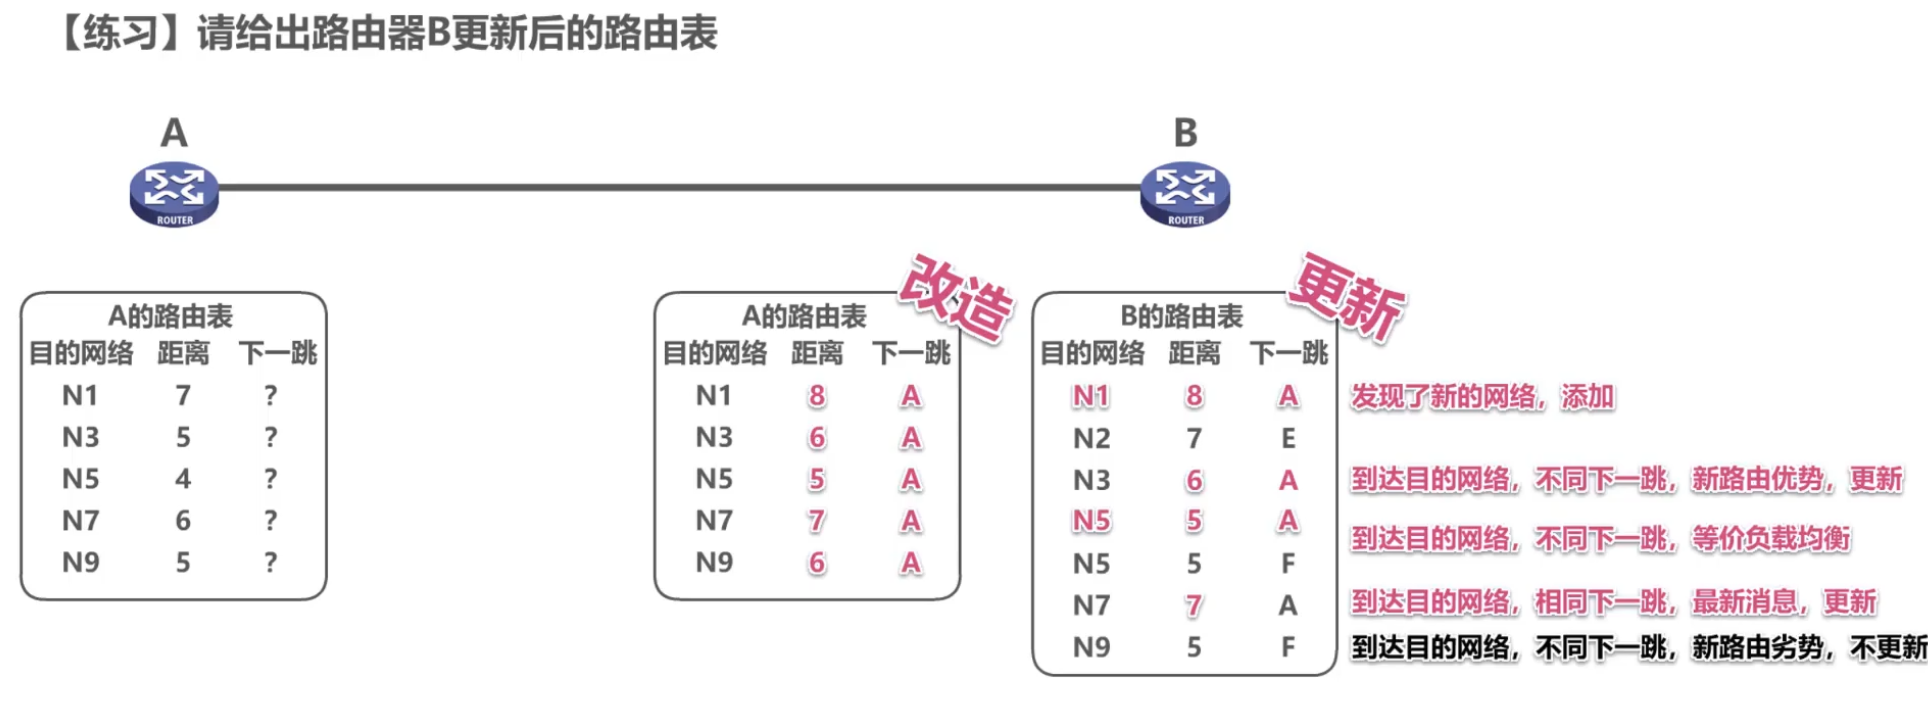 【练习】请给出路由器B更新后的路由表
A
B
ROUTER
ROUTER
改造
更新
A的路由表
目的网络 距离 下一跳
N1 7 ?
N3 5 ?
N5 4 ?
N7 6 ?
N9 5 ?
A的路由表
目的网络 距离 下一跳
N1 8 A
N3 6 A
N5 5 A
N7 7 A
N9 6 A
B的路由表
目的网络 距离 下一跳
N1 8 A 发现了新的网络，添加
N2 7 E
N3 6 A 到达目的网络，不同下一跳，新路由优势，更新
N5 5 A 到达目的网络，不同下一跳，等价负载均衡
N5 5 F
N7 7 A 到达目的网络，相同下一跳，最新消息，更新
N9 5 F 到达目的网络，不同下一跳，新路由劣势，不更新